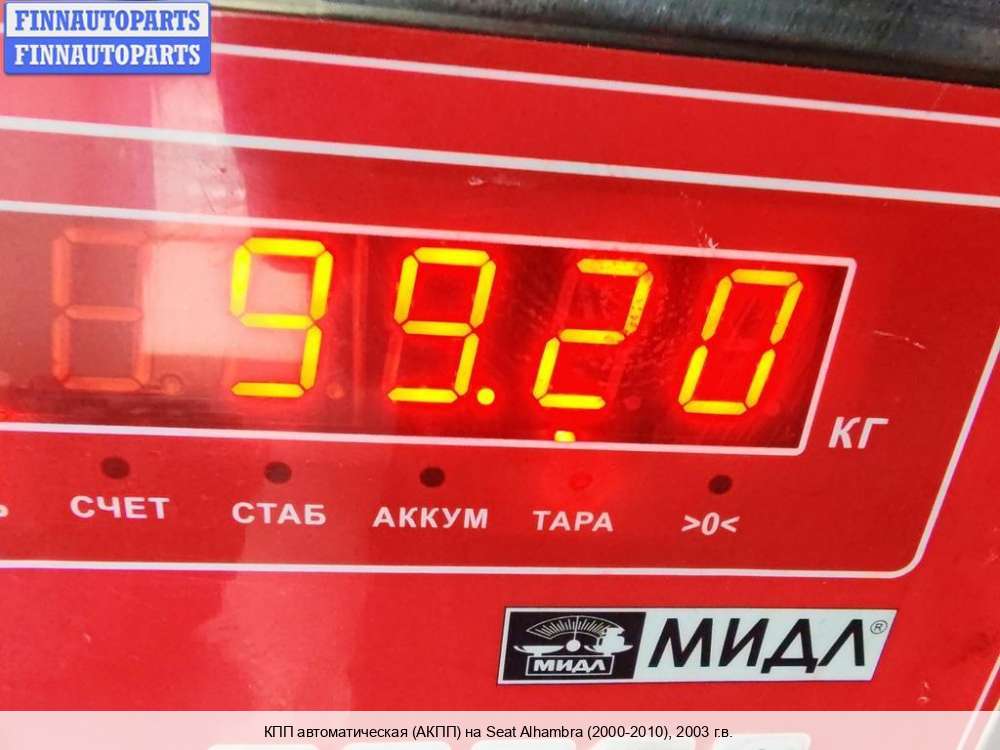 FINNAUTOPARTS
FINNAUTOPARTS
99.20
КГ
СЧЕТ СТАБ АККУМ ТАРА >0<
МИДЛ МИДЛ®
КПП автоматическая (АКПП) на Seat Alhambra (2000-2010), 2003 г.в.